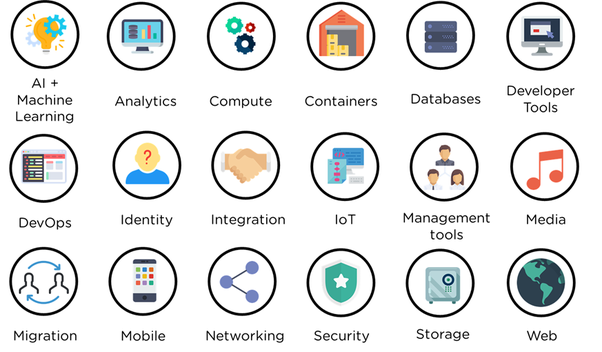 AI +
Machine
Learning
Analytics
Compute
Containers
Databases
Developer
Tools
DevOps
Identity
?
Integration
IoT
Management
tools
Media
Migration
Mobile
Networking
Security
Storage
Web